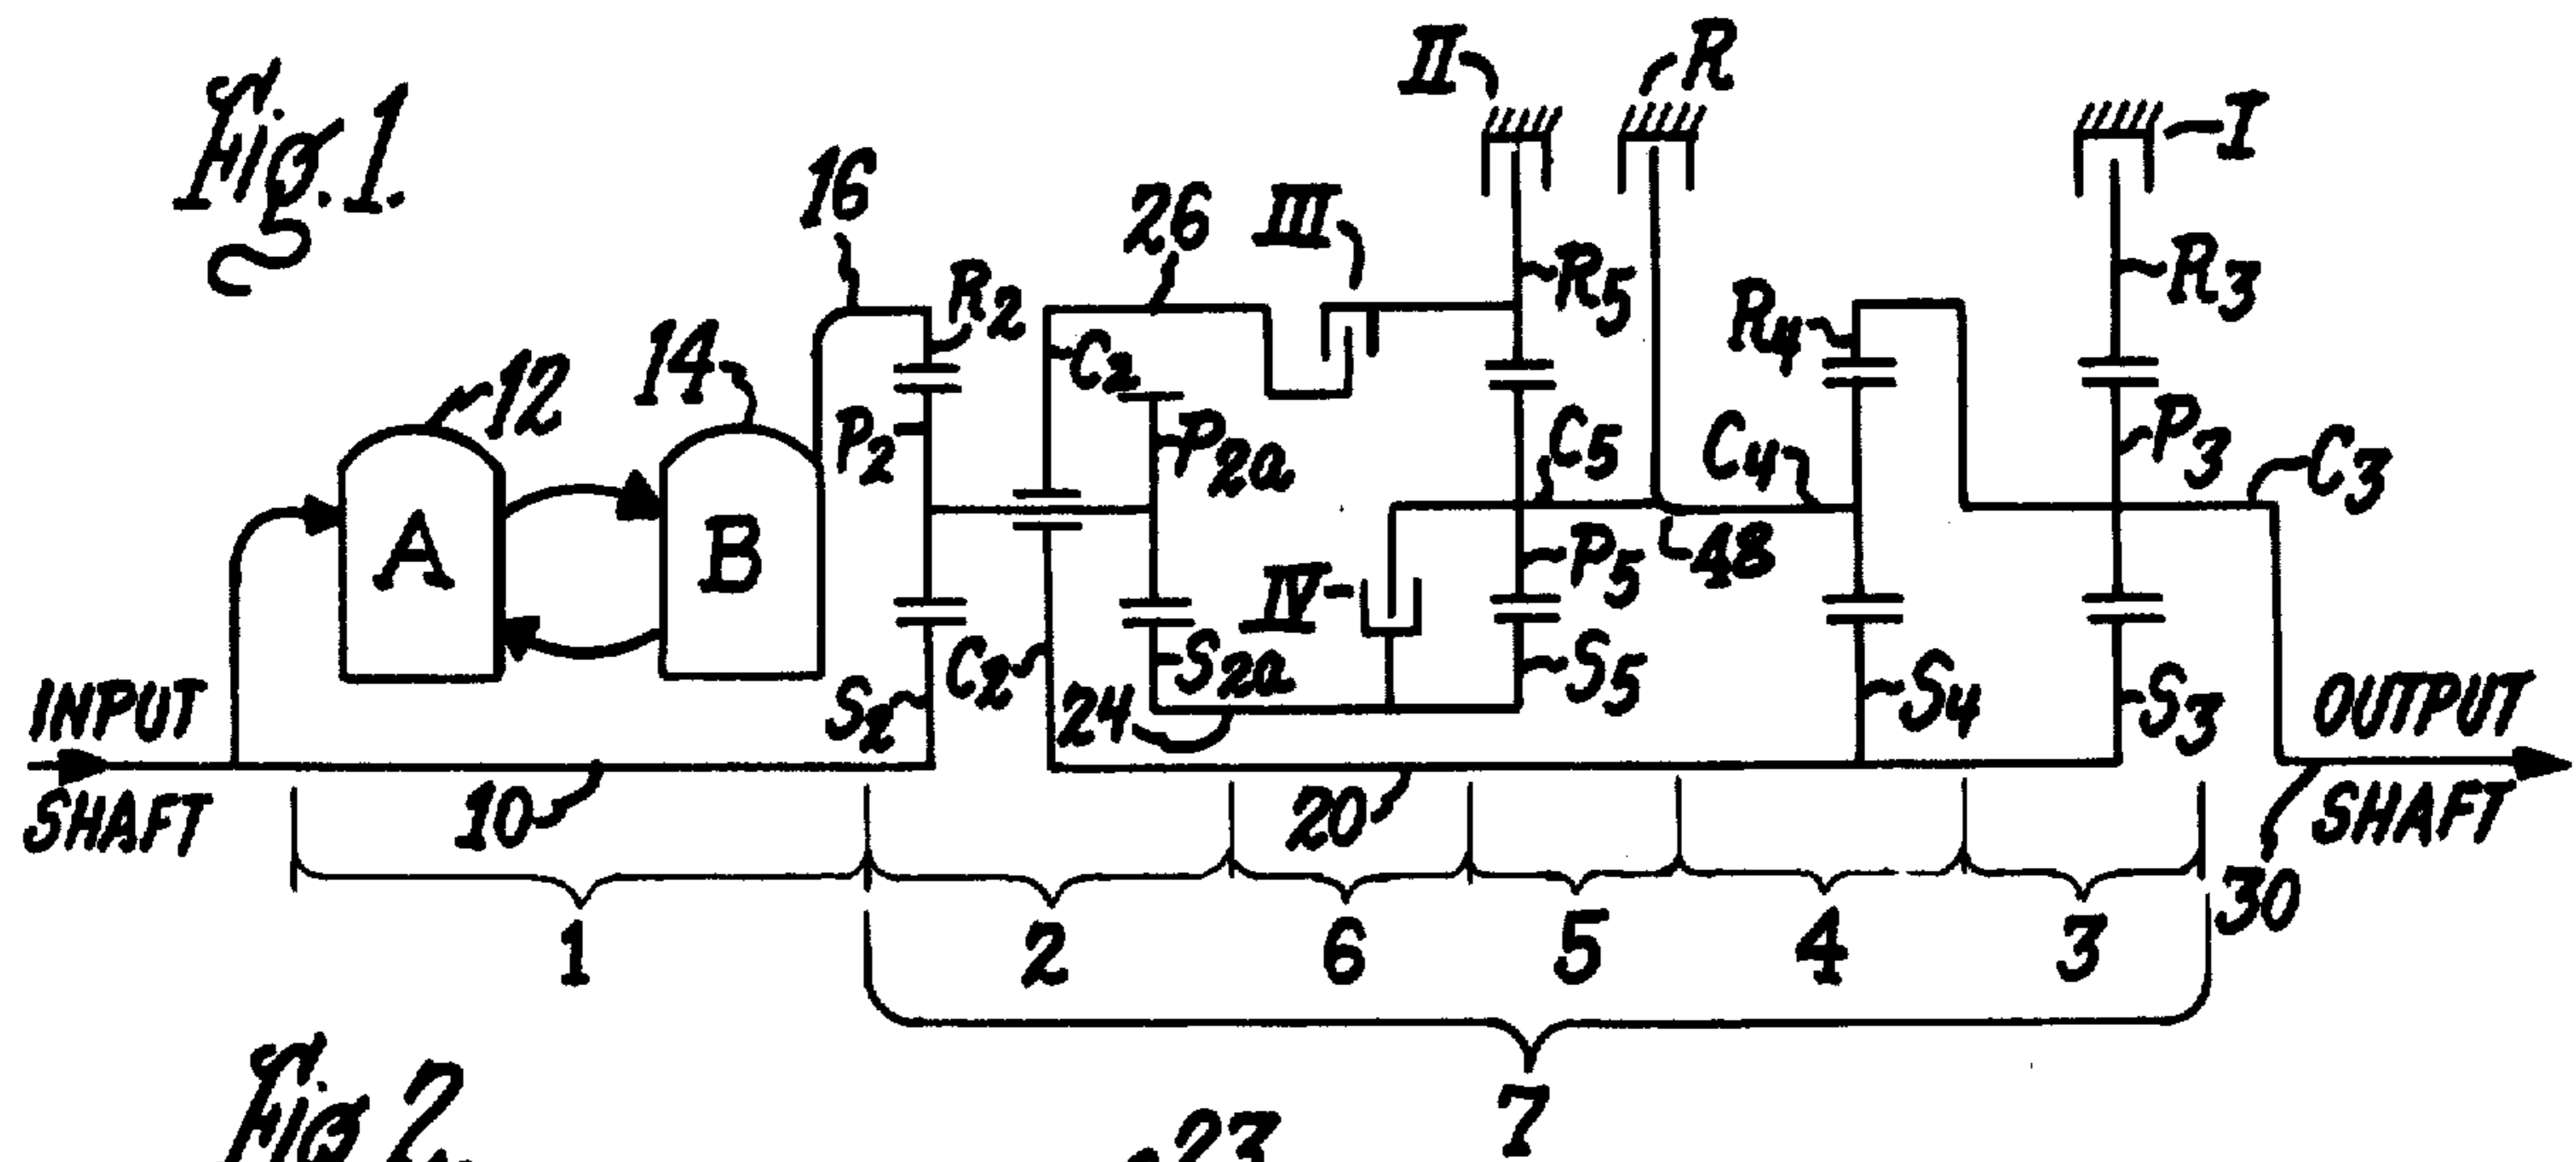 Fig. 1.
II
R
I
16
26
III
R2
R5
R3
12
14
C2
R4
P2
P2a
C5
C4
P3
C3
A
B
P5
48
IV
S2
C2
S2a
24
S5
S4
S3
INPUT
SHAFT
10
20
OUTPUT
SHAFT
30
1
2
6
5
4
3
7
Fig 2.
23